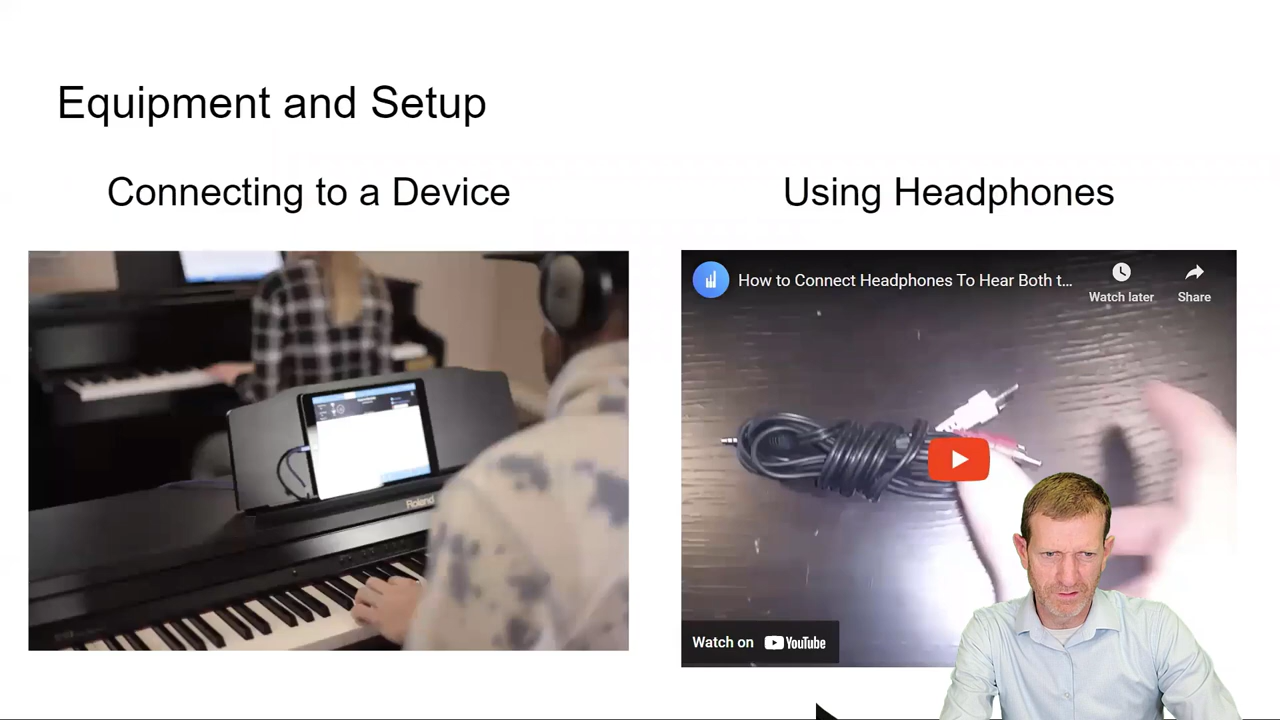 Equipment and Setup
Connecting to a Device
Using Headphones
How to Connect Headphones To Hear Both t...
Watch later
Share
Roland
Watch on YouTube